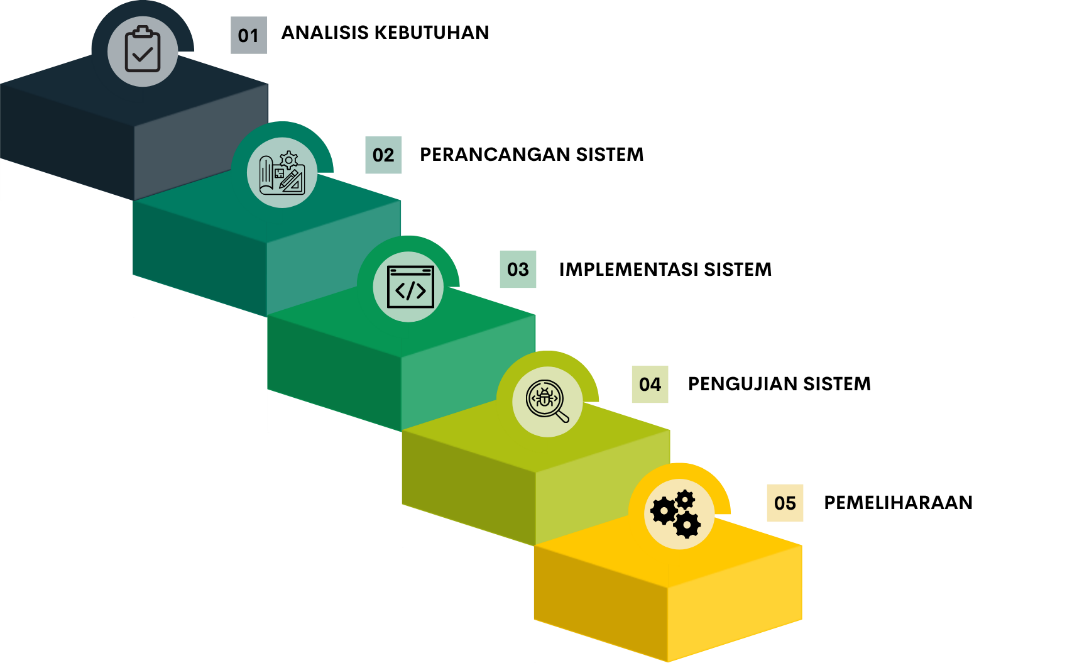 01 ANALISIS KEBUTUHAN
02 PERANCANGAN SISTEM
03 IMPLEMENTASI SISTEM
</>
04 PENGUJIAN SISTEM
05 PEMELIHARAAN